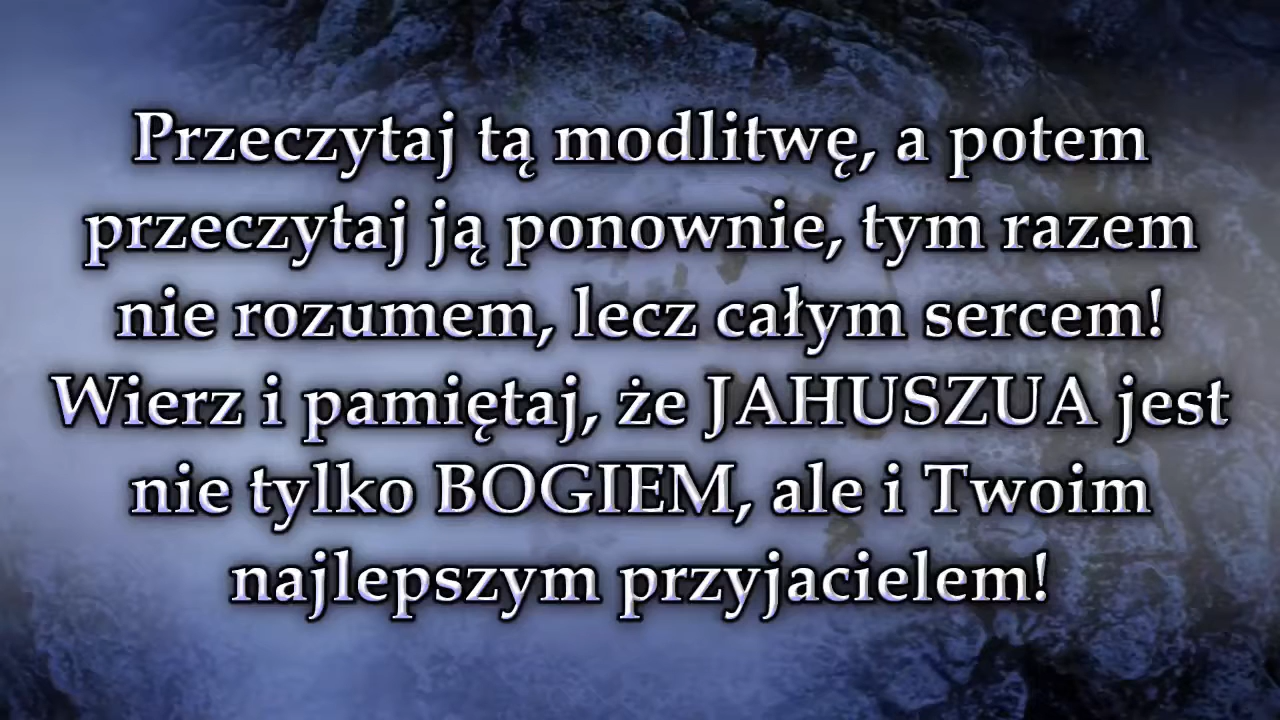 Przeczytaj tą modlitwę, a potem
przeczytaj ją ponownie, tym razem
nie rozumem, lecz całym sercem!
Wierz i pamiętaj, że JAHUSZUA jest
nie tylko BOGIEM, ale i Twoim
najlepszym przyjacielem!